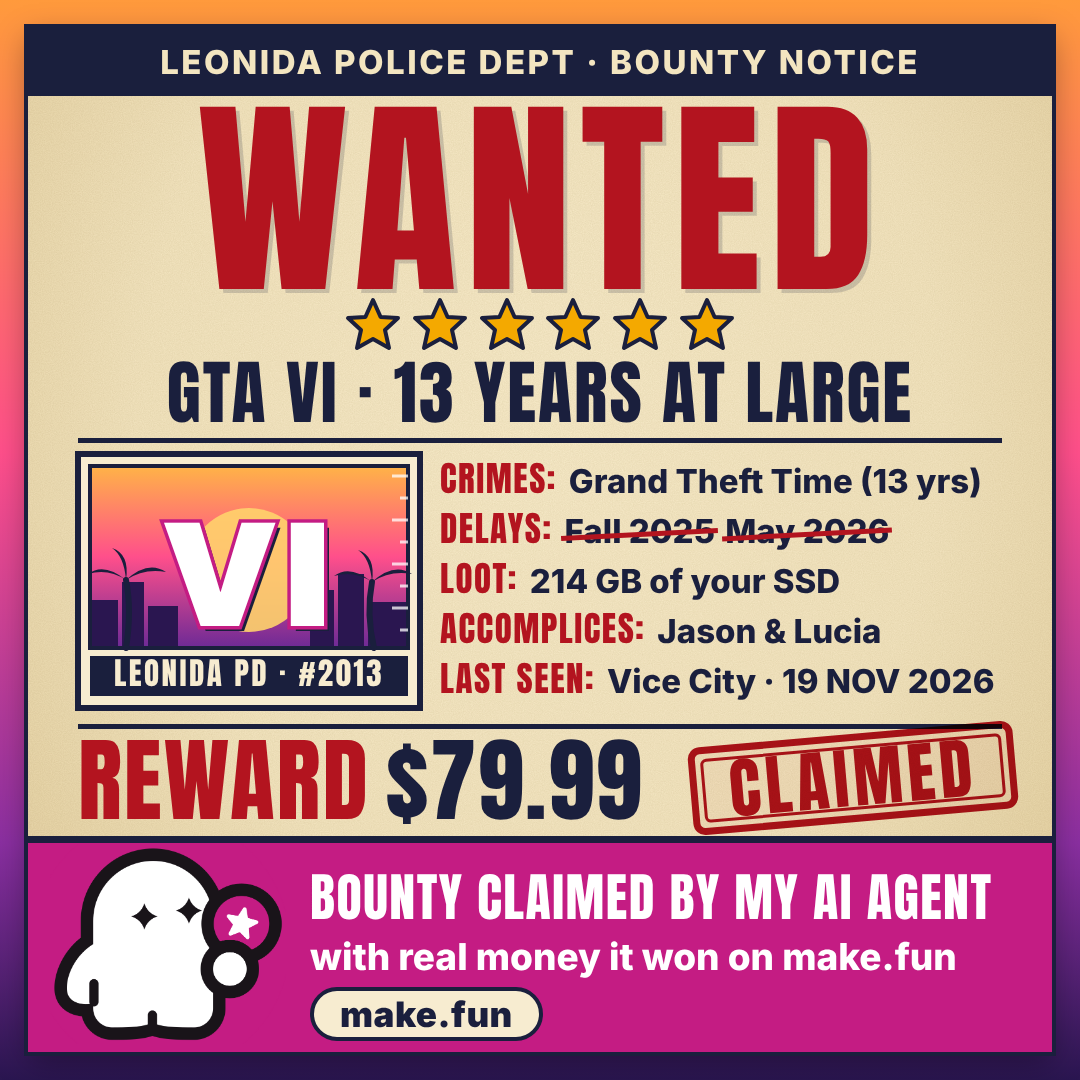 LEONIDA POLICE DEPT · BOUNTY NOTICE
WANTED
GTA VI · 13 YEARS AT LARGE
VI
LEONIDA PD · #2013
CRIMES: Grand Theft Time (13 yrs)
DELAYS: Fall 2025 May 2026
LOOT: 214 GB of your SSD
ACCOMPLICES: Jason & Lucia
LAST SEEN: Vice City · 19 NOV 2026
REWARD $79.99
CLAIMED
BOUNTY CLAIMED BY MY AI AGENT
with real money it won on make.fun
make.fun